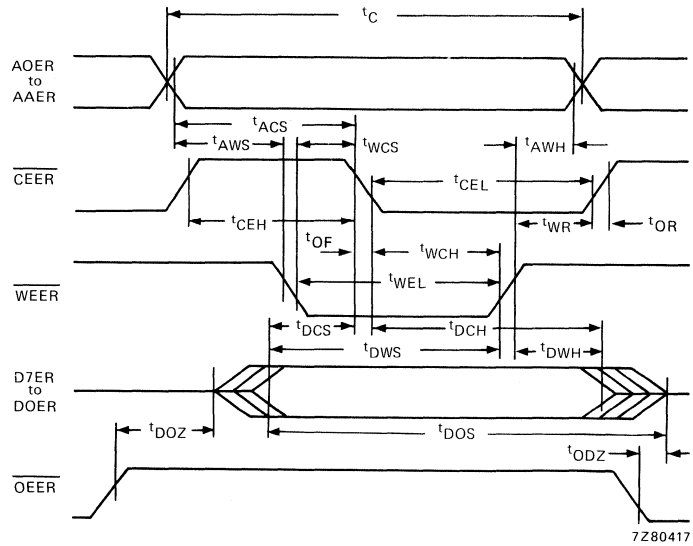 tC
AOER
to
AAER
tACS
tAWS
tWCS
tAWH
CEER
tCEL
tCEH
tWR
tOR
tOF
tWCH
WEER
tWEL
tDCS
tDCH
tDWS
tDWH
D7ER
to
DOER
tDOZ
tDOS
tODZ
OEER
7Z80417